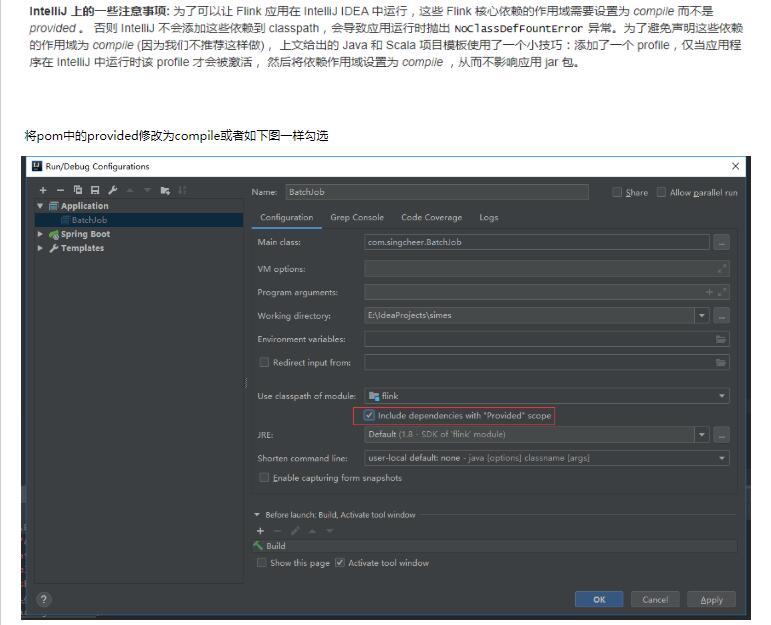 IntelliJ 上的一些注意事项: 为了可以让 Flink 应用在 IntelliJ IDEA 中运行，这些 Flink 核心依赖的作用域需要设置为 compile 而不是
provided 。 否则 IntelliJ 不会添加这些依赖到 classpath，会导致应用运行时抛出 NoClassDefFountError 异常。为了避免声明这些依赖
的作用域为 compile (因为我们不推荐这样做)， 上文给出的 Java 和 Scala 项目模板使用了一个小技巧：添加了一个 profile，仅当应用程
序在 IntelliJ 中运行时该 profile 才会被激活， 然后将依赖作用域设置为 compile ，从而不影响应用 jar 包。
将pom中的provided修改为compile或者如下图一样勾选
Run/Debug Configurations
Application
BatchJob
Spring Boot
Templates
Name: BatchJob
Share
Allow parallel run
Configuration Grep Console Code Coverage Logs
Main class: com.singcheer.BatchJob
VM options:
Program arguments:
Working directory: E:\IdeaProjects\simes
Environment variables:
Redirect input from:
Use classpath of module: flink
Include dependencies with "Provided" scope
JRE: Default (1.8 - SDK of 'flink' module)
Shorten command line: user-local default: none - java [options] classname [args]
Enable capturing form snapshots
Before launch: Build, Activate tool window
Build
Show this page Activate tool window
OK Cancel Apply